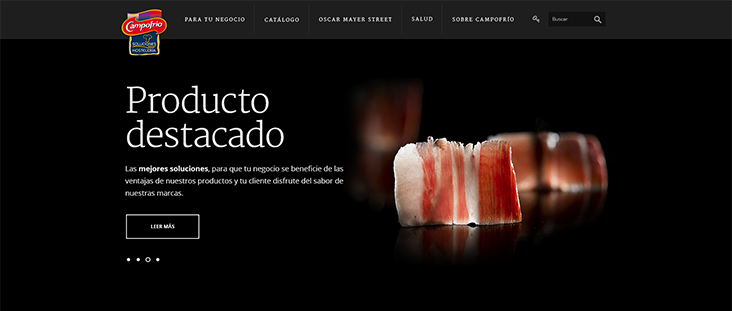 Campofrío
SOLUCIONES
HOSTELERÍA
PARA TU NEGOCIO
CATÁLOGO
OSCAR MAYER STREET
SALUD
SOBRE CAMPOFRÍO
Buscar
Producto
destacado
Las mejores soluciones, para que tu negocio se beneficie de las
ventajas de nuestros productos y tu cliente disfrute del sabor de
nuestras marcas.
LEER MÁS